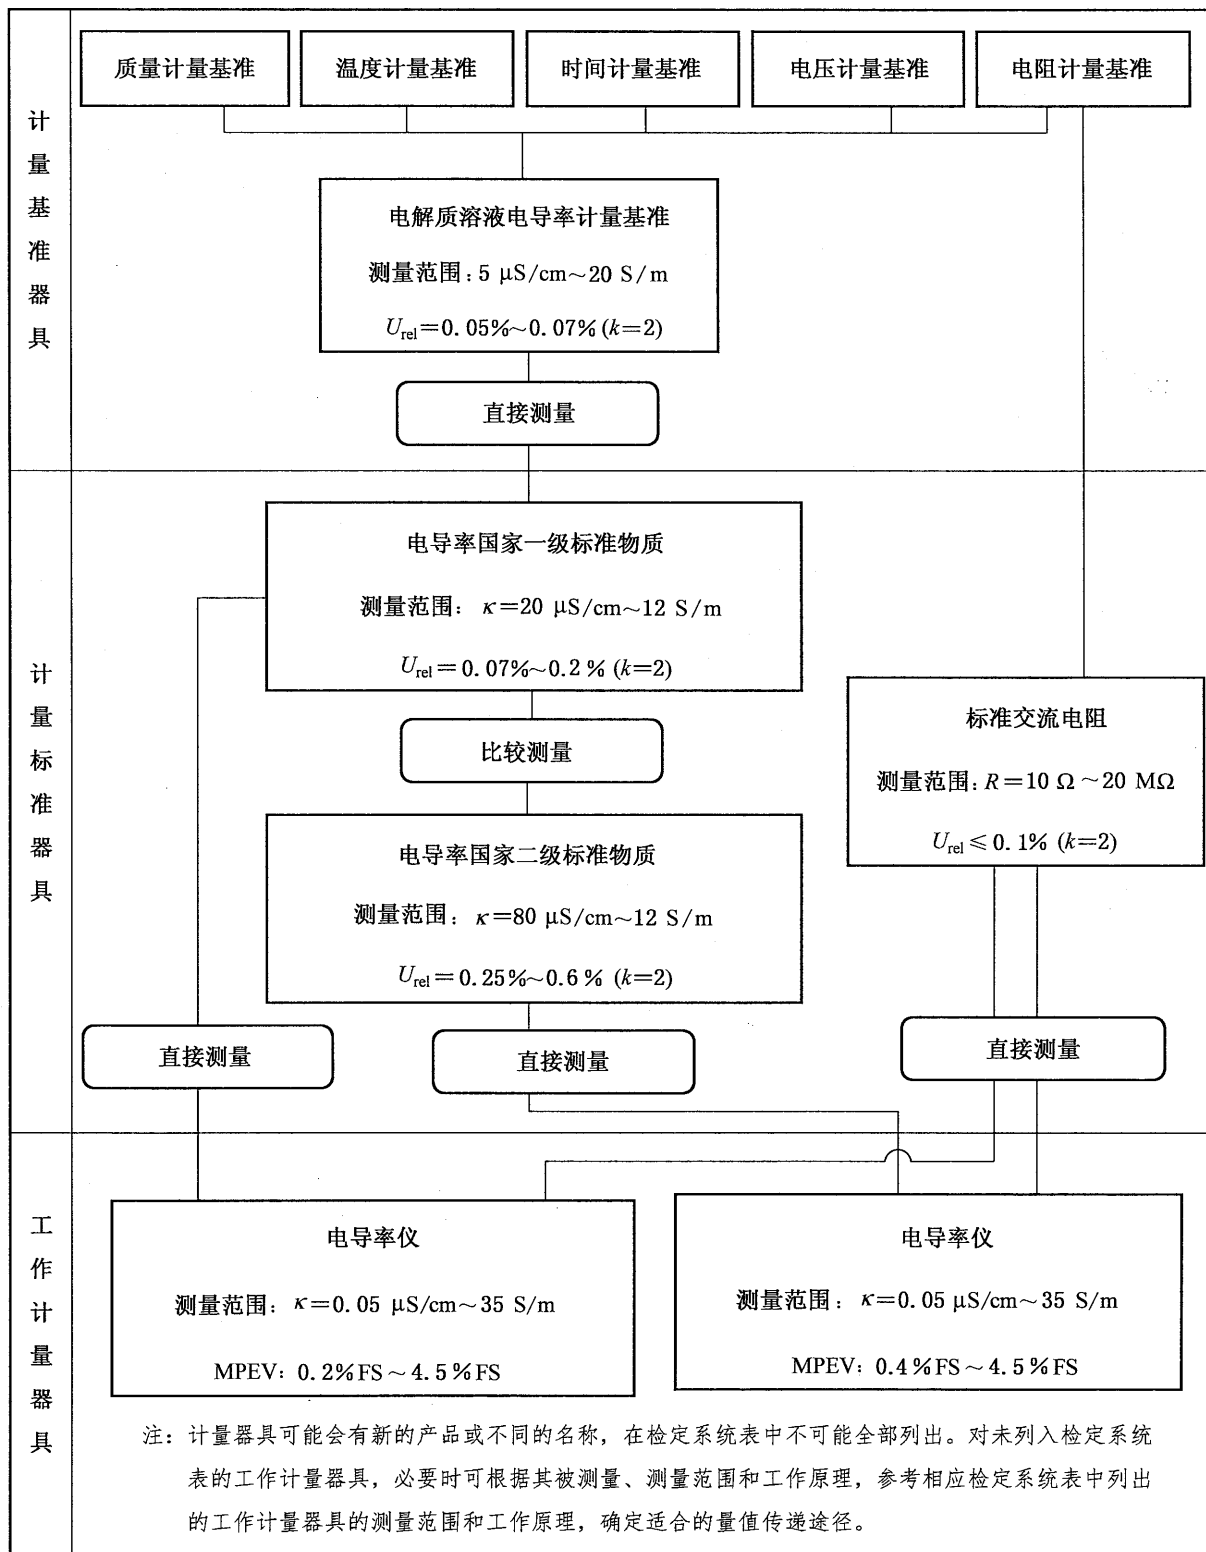 计量基准器具
质量计量基准
温度计量基准
时间计量基准
电压计量基准
电阻计量基准
电解质溶液电导率计量基准
测量范围:5 μS/cm~20 S/m
Urel=0.05%~0.07% (k=2)
直接测量
计量标准器具
电导率国家一级标准物质
测量范围: κ=20 μS/cm~12 S/m
Urel=0.07%~0.2% (k=2)
比较测量
标准交流电阻
测量范围:R=10 Ω~20 MΩ
Urel≤0.1% (k=2)
电导率国家二级标准物质
测量范围: κ=80 μS/cm~12 S/m
Urel=0.25%~0.6% (k=2)
直接测量
直接测量
直接测量
工作计量器具
电导率仪
测量范围: κ=0.05 μS/cm~35 S/m
MPEV: 0.2%FS~4.5%FS
电导率仪
测量范围: κ=0.05 μS/cm~35 S/m
MPEV: 0.4%FS~4.5%FS
注: 计量器具可能会有新的产品或不同的名称,在检定系统表中不可能全部列出。对未列入检定系统
表的工作计量器具,必要时可根据其被测量、测量范围和工作原理,参考相应检定系统表中列出
的工作计量器具的测量范围和工作原理,确定适合的量值传递途径。